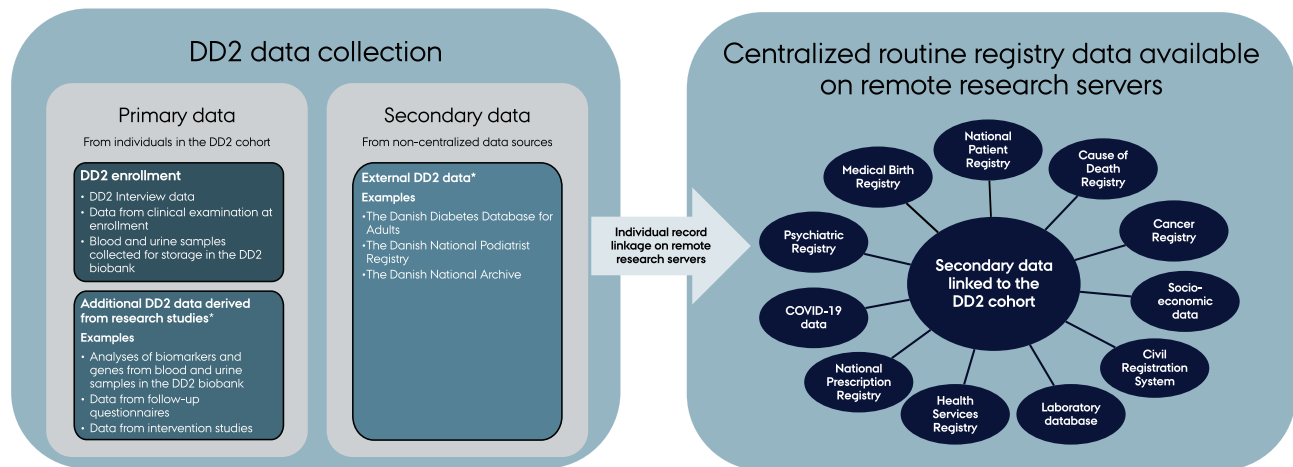 DD2 data collection
Primary data
From individuals in the DD2 cohort
DD2 enrollment
• DD2 Interview data
• Data from clinical examination at
enrollment
• Blood and urine samples
collected for storage in the DD2
biobank
Additional DD2 data derived
from research studies*
Examples
• Analyses of biomarkers and
genes from blood and urine
samples in the DD2 biobank
• Data from follow-up
questionnaires
• Data from intervention studies
Secondary data
From non-centralized data sources
External DD2 data*
Examples
•The Danish Diabetes Database for
Adults
•The Danish National Podiatrist
Registry
•The Danish National Archive
Individual record
linkage on remote
research servers
Centralized routine registry data available
on remote research servers
National
Patient
Registry
Cause of
Death
Registry
Cancer
Registry
Socio-
economic
data
Civil
Registration
System
Laboratory
database
Health
Services
Registry
National
Prescription
Registry
COVID-19
data
Psychiatric
Registry
Medical Birth
Registry
Secondary data
linked to the
DD2 cohort